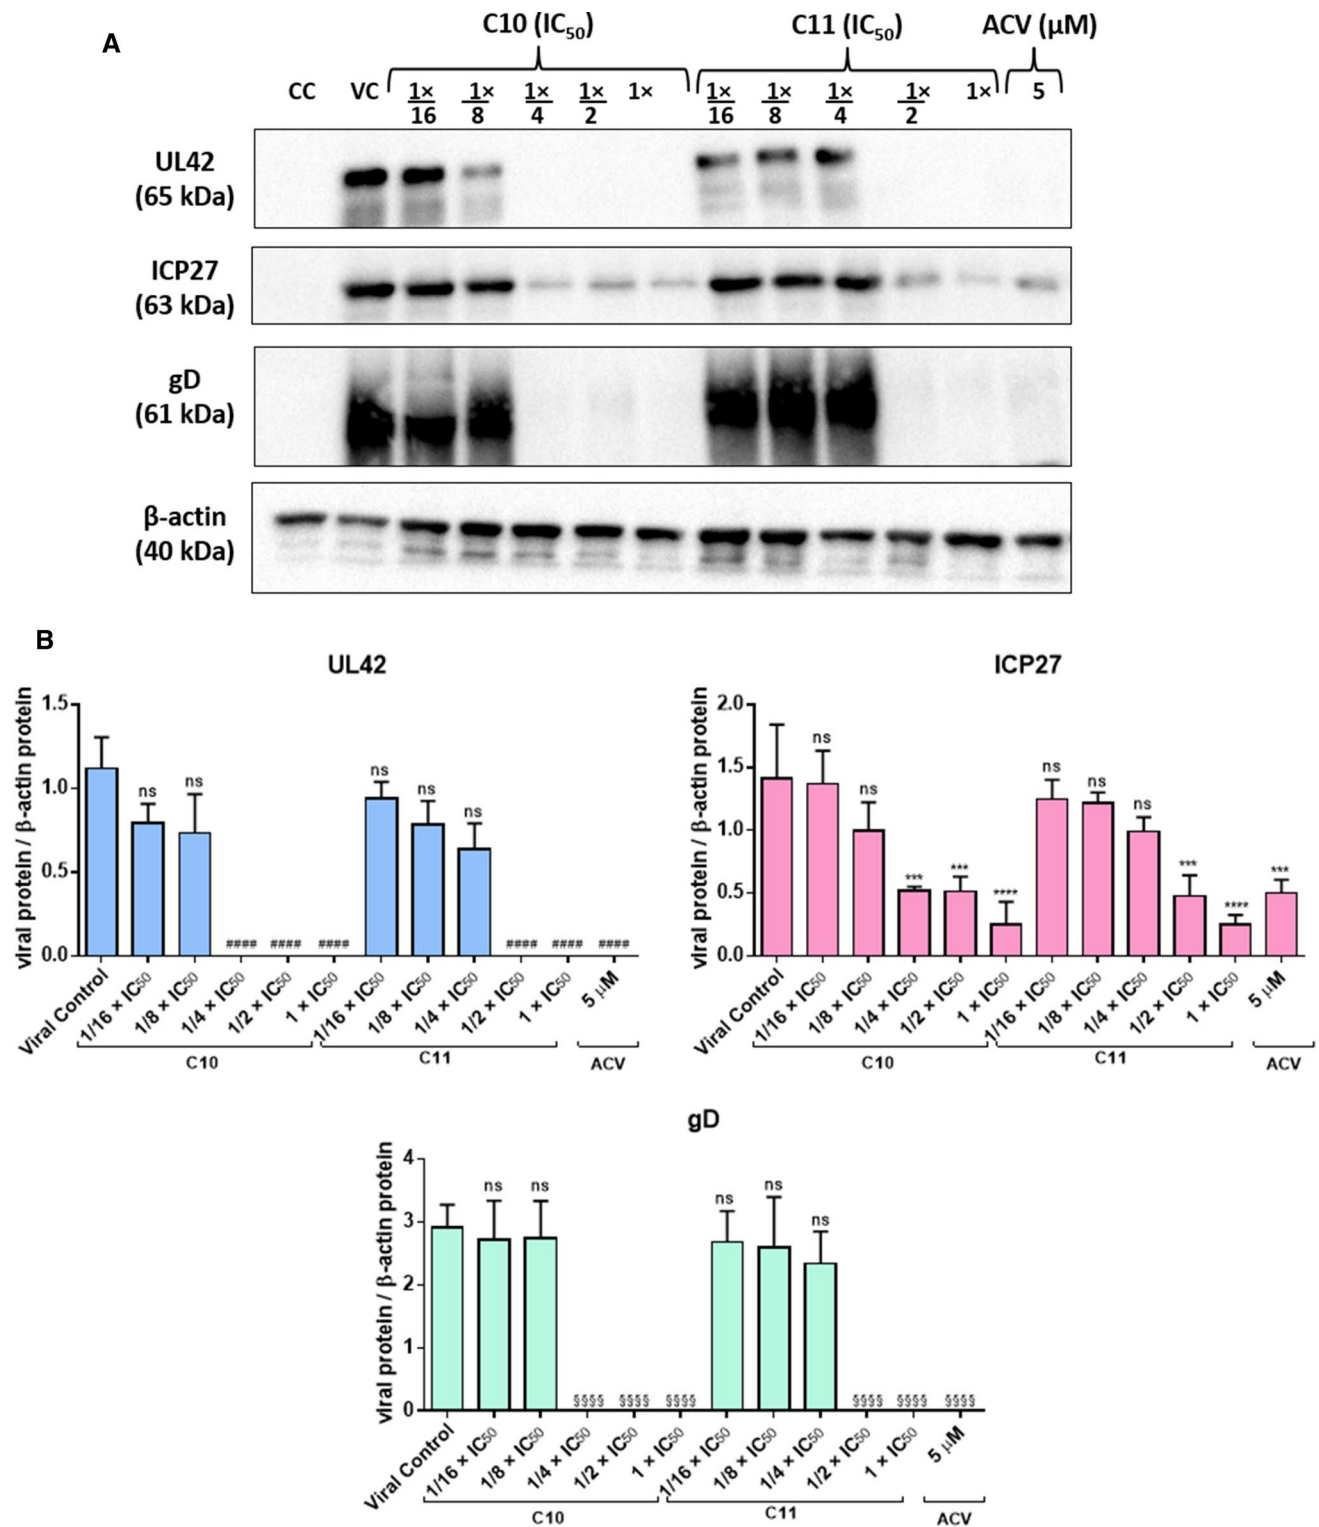 A
C10 (IC50) C11 (IC50) ACV (μM)
CC VC 1×/16 1×/8 1×/4 1×/2 1× 1×/16 1×/8 1×/4 1×/2 1× 5
UL42
(65 kDa)
ICP27
(63 kDa)
gD
(61 kDa)
β-actin
(40 kDa)
B
UL42
viral protein / β-actin protein
1.5
1.0
0.5
0.0
ns ns #### #### #### ns ns ns #### #### ####
Viral Control 1/16 × IC50 1/8 × IC50 1/4 × IC50 1/2 × IC50 1 × IC50 1/16 × IC50 1/8 × IC50 1/4 × IC50 1/2 × IC50 1 × IC50 5 μM
C10 C11 ACV
ICP27
viral protein / β-actin protein
2.0
1.5
1.0
0.5
0.0
ns ns *** *** **** ns ns ns *** **** ***
Viral Control 1/16 × IC50 1/8 × IC50 1/4 × IC50 1/2 × IC50 1 × IC50 1/16 × IC50 1/8 × IC50 1/4 × IC50 1/2 × IC50 1 × IC50 5 μM
C10 C11 ACV
gD
viral protein / β-actin protein
4
3
2
1
0
ns ns §§§§ §§§§ §§§§ ns ns ns §§§§ §§§§ §§§§
Viral Control 1/16 × IC50 1/8 × IC50 1/4 × IC50 1/2 × IC50 1 × IC50 1/16 × IC50 1/8 × IC50 1/4 × IC50 1/2 × IC50 1 × IC50 5 μM
C10 C11 ACV